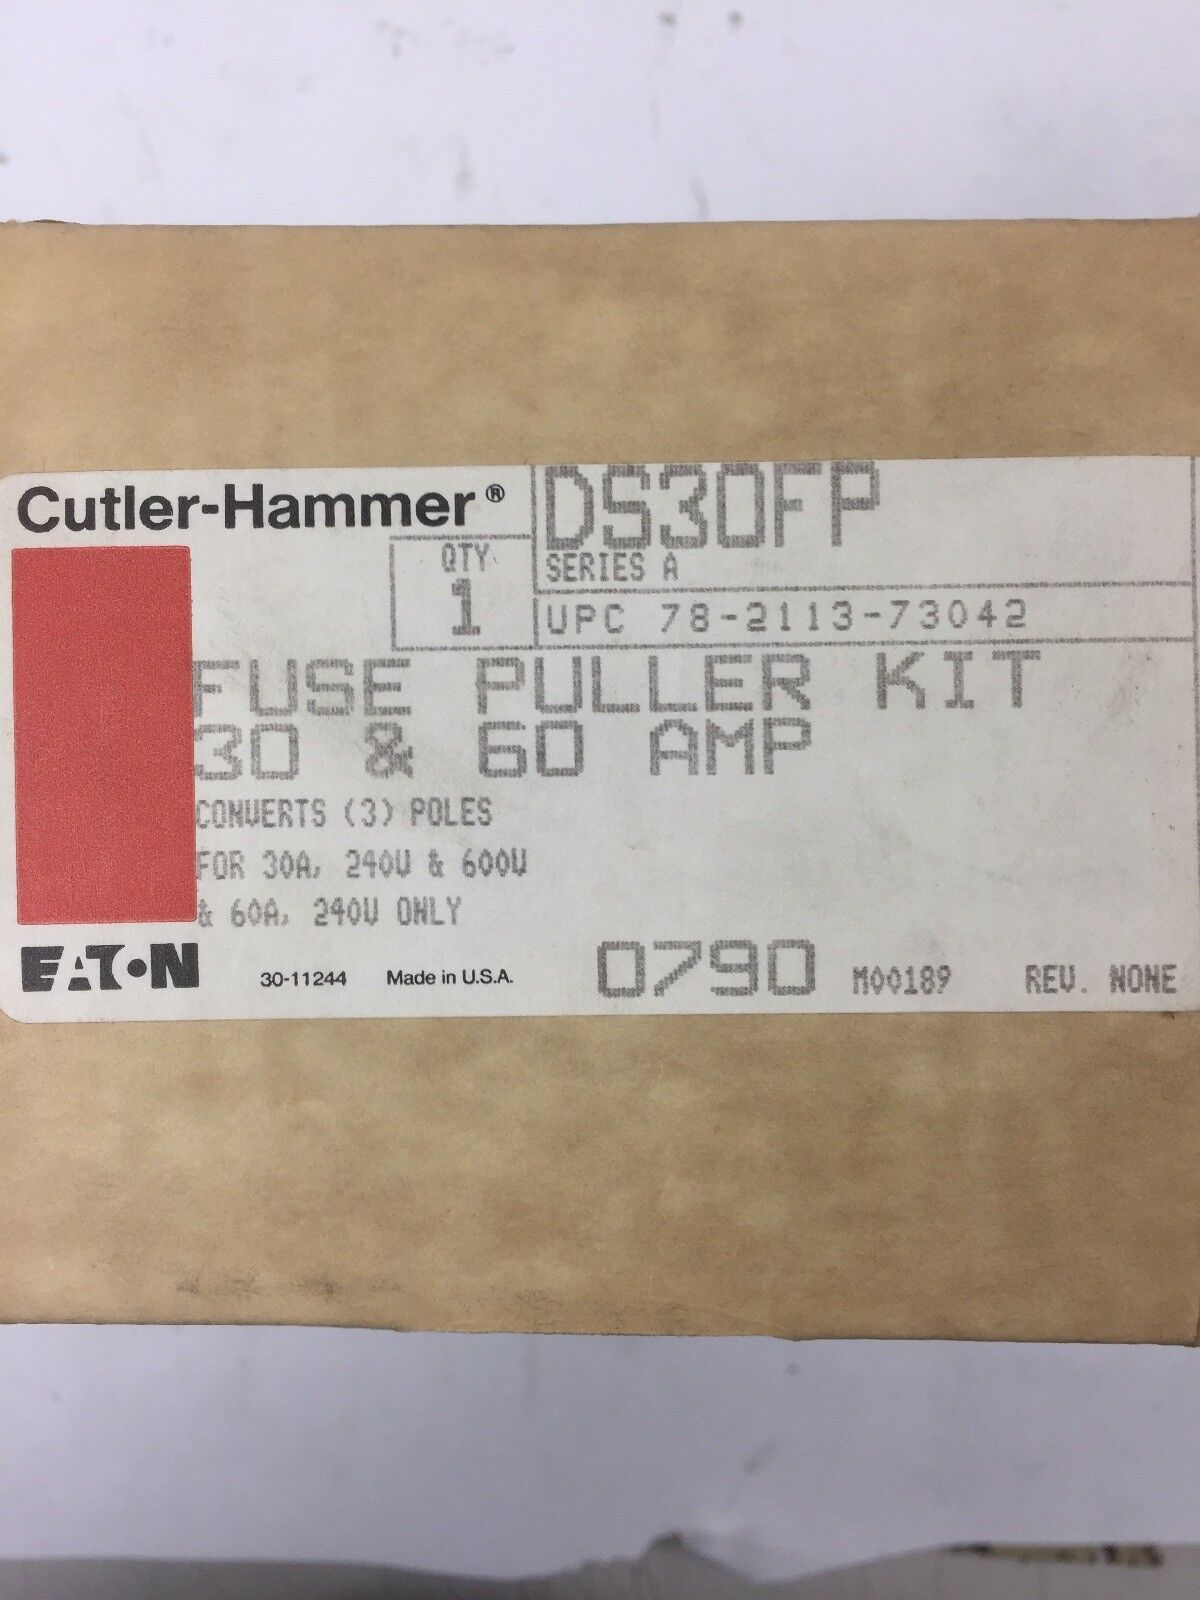 Cutler-Hammer®
DS30FP
QTY.
1
SERIES A
UPC 78-2113-73042
FUSE PULLER KIT
30 & 60 AMP
CONVERTS (3) POLES
FOR 30A, 240V & 600V
& 60A, 240V ONLY
EATON
30-11244
Made in U.S.A.
0790
M00189
REV. NONE